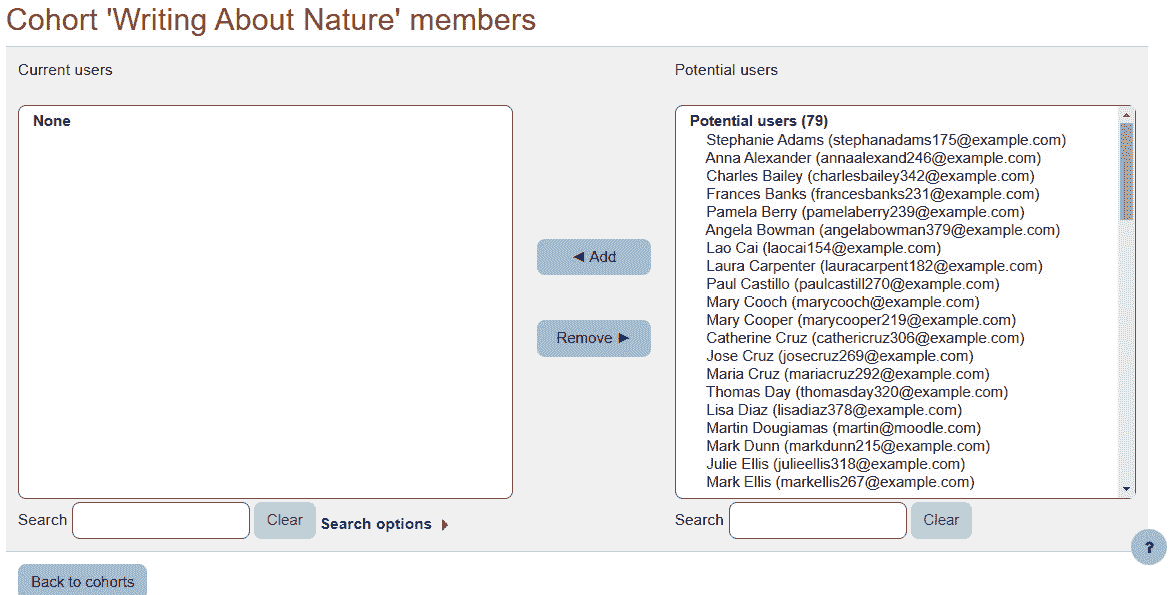 Cohort 'Writing About Nature' members
Current users
None
◀ Add
Remove ▶
Search
Clear
Search options
Potential users
Potential users (79)
Stephanie Adams (stephanadams175@example.com)
Anna Alexander (annaalexand246@example.com)
Charles Bailey (charlesbailey342@example.com)
Frances Banks (francesbanks231@example.com)
Pamela Berry (pamelaberry239@example.com)
Angela Bowman (angelabowman379@example.com)
Lao Cai (laocai154@example.com)
Laura Carpenter (lauracarpent182@example.com)
Paul Castillo (paulcastill270@example.com)
Mary Cooch (marycooch@example.com)
Mary Cooper (marycooper219@example.com)
Catherine Cruz (cathericruz306@example.com)
Jose Cruz (josecruz269@example.com)
Maria Cruz (mariacruz292@example.com)
Thomas Day (thomasday320@example.com)
Lisa Diaz (lisadiaz378@example.com)
Martin Dougiamas (martin@moodle.com)
Mark Dunn (markdunn215@example.com)
Julie Ellis (julieellis318@example.com)
Mark Ellis (markellis267@example.com)
Search
Clear
?
Back to cohorts